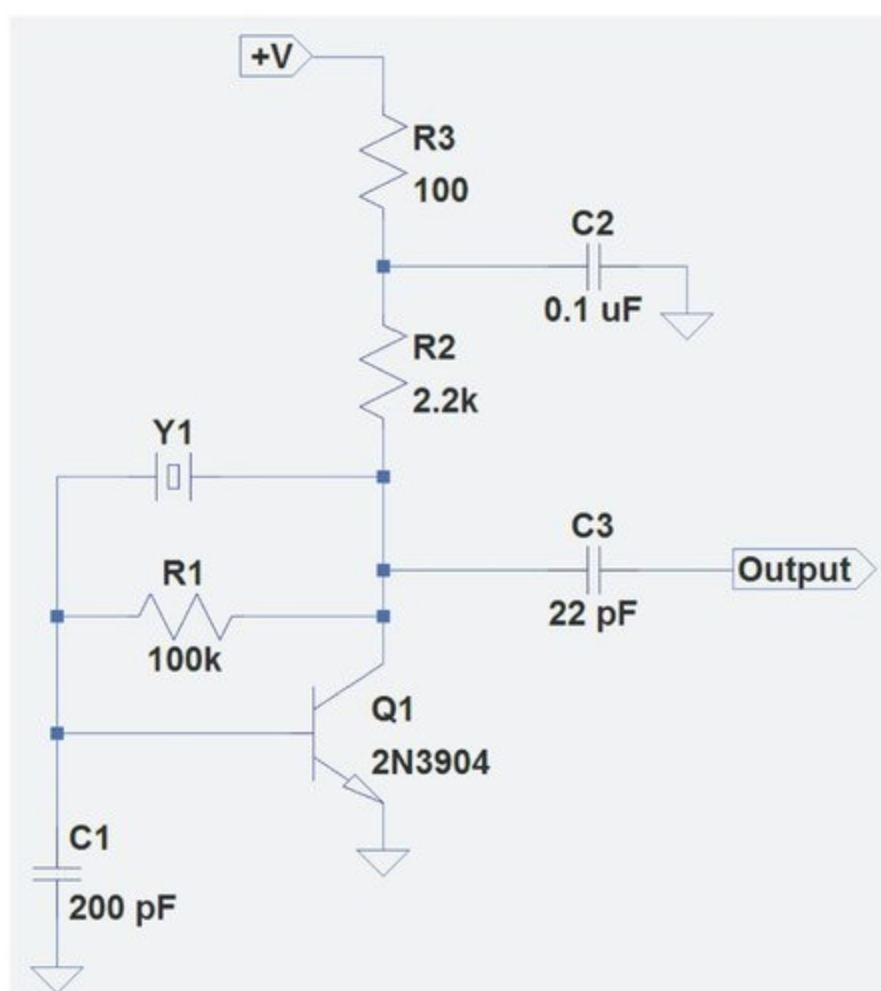 +V
R3
100
C2
0.1 uF
R2
2.2k
Y1
C3
Output
22 pF
R1
100k
Q1
2N3904
C1
200 pF